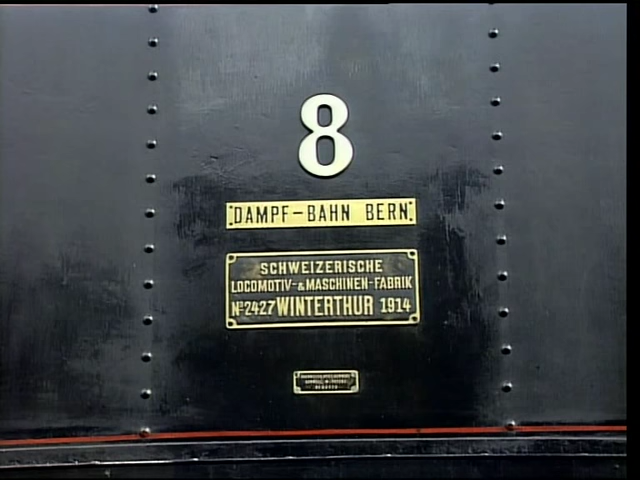 8
DAMPF-BAHN BERN
SCHWEIZERISCHE
LOCOMOTIV-&MASCHINEN-FABRIK
No 2427 WINTERTHUR 1914